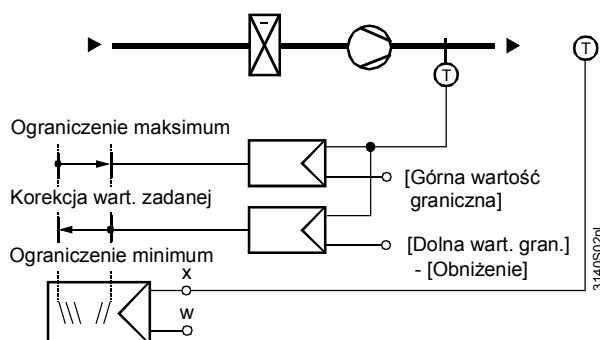 T
T
Ograniczenie maksimum
[Górna wartość
graniczna]
Korekcja wart. zadanej
[Dolna wart. gran.]
- [Obniżenie]
Ograniczenie minimum
x
w
3140S02pl